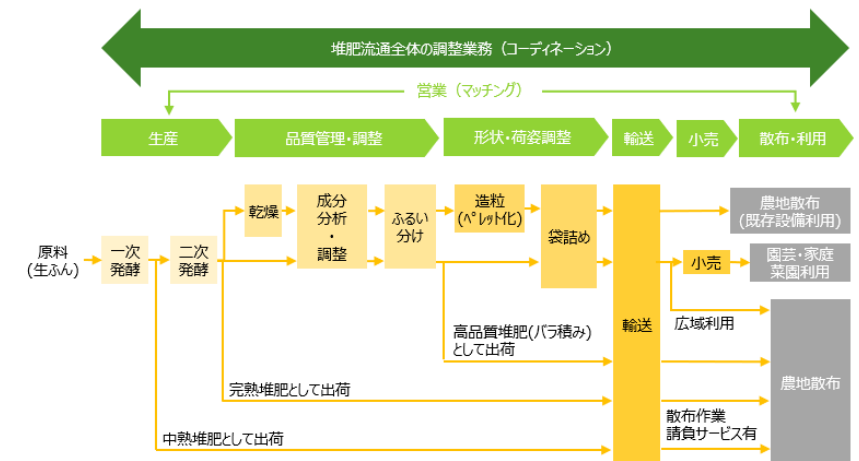 堆肥流通全体の調整業務（コーディネーション）
営業（マッチング）
生産
品質管理・調整
形状・荷姿調整
輸送
小売
散布・利用
原料
(生ふん)
一次
発酵
二次
発酵
乾燥
成分
分析
・
調整
ふるい
分け
造粒
(ﾍﾟﾚｯﾄ化)
袋詰め
輸送
小売
農地散布
(既存設備利用)
園芸・家庭
菜園利用
広域利用
農地散布
高品質堆肥(バラ積み)
として出荷
完熟堆肥として出荷
中熟堆肥として出荷
散布作業
請負サービス有